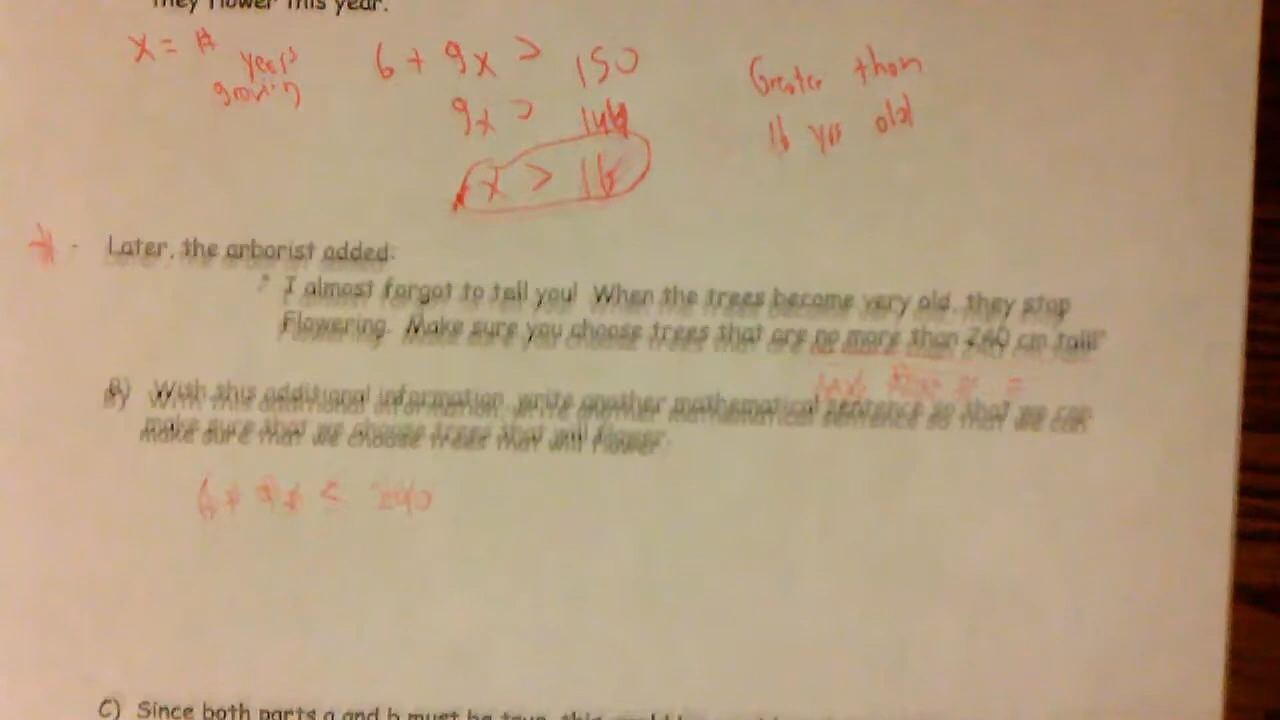 They flower this year.
x = # years growing
6 + 9x > 150
9x > 144
x > 16
Greater than
16 yrs old
Later, the arborist added:
" I almost forgot to tell you! When the trees become very old, they stop
Flowering. Make sure you choose trees that are no more than 240 cm tall!"
B) With this additional information, write another mathematical sentence so that we can
make sure that we choose trees that will flower.
6 + 9x ≤ 240
C) Since both parts a and b must be true, this could be